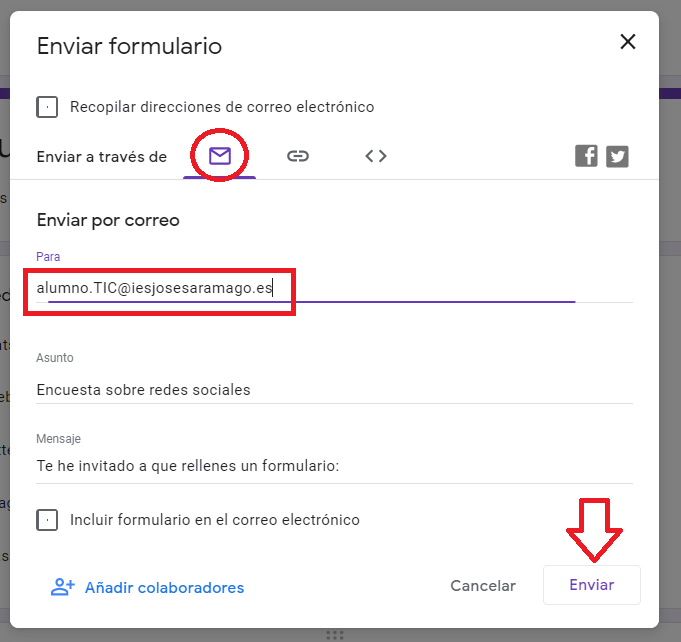 Enviar formulario
Recopilar direcciones de correo electrónico
Enviar a través de
Enviar por correo
Para
alumno.TIC@iesjosesaramago.es
Asunto
Encuesta sobre redes sociales
Mensaje
Te he invitado a que rellenes un formulario:
Incluir formulario en el correo electrónico
Añadir colaboradores
Cancelar
Enviar